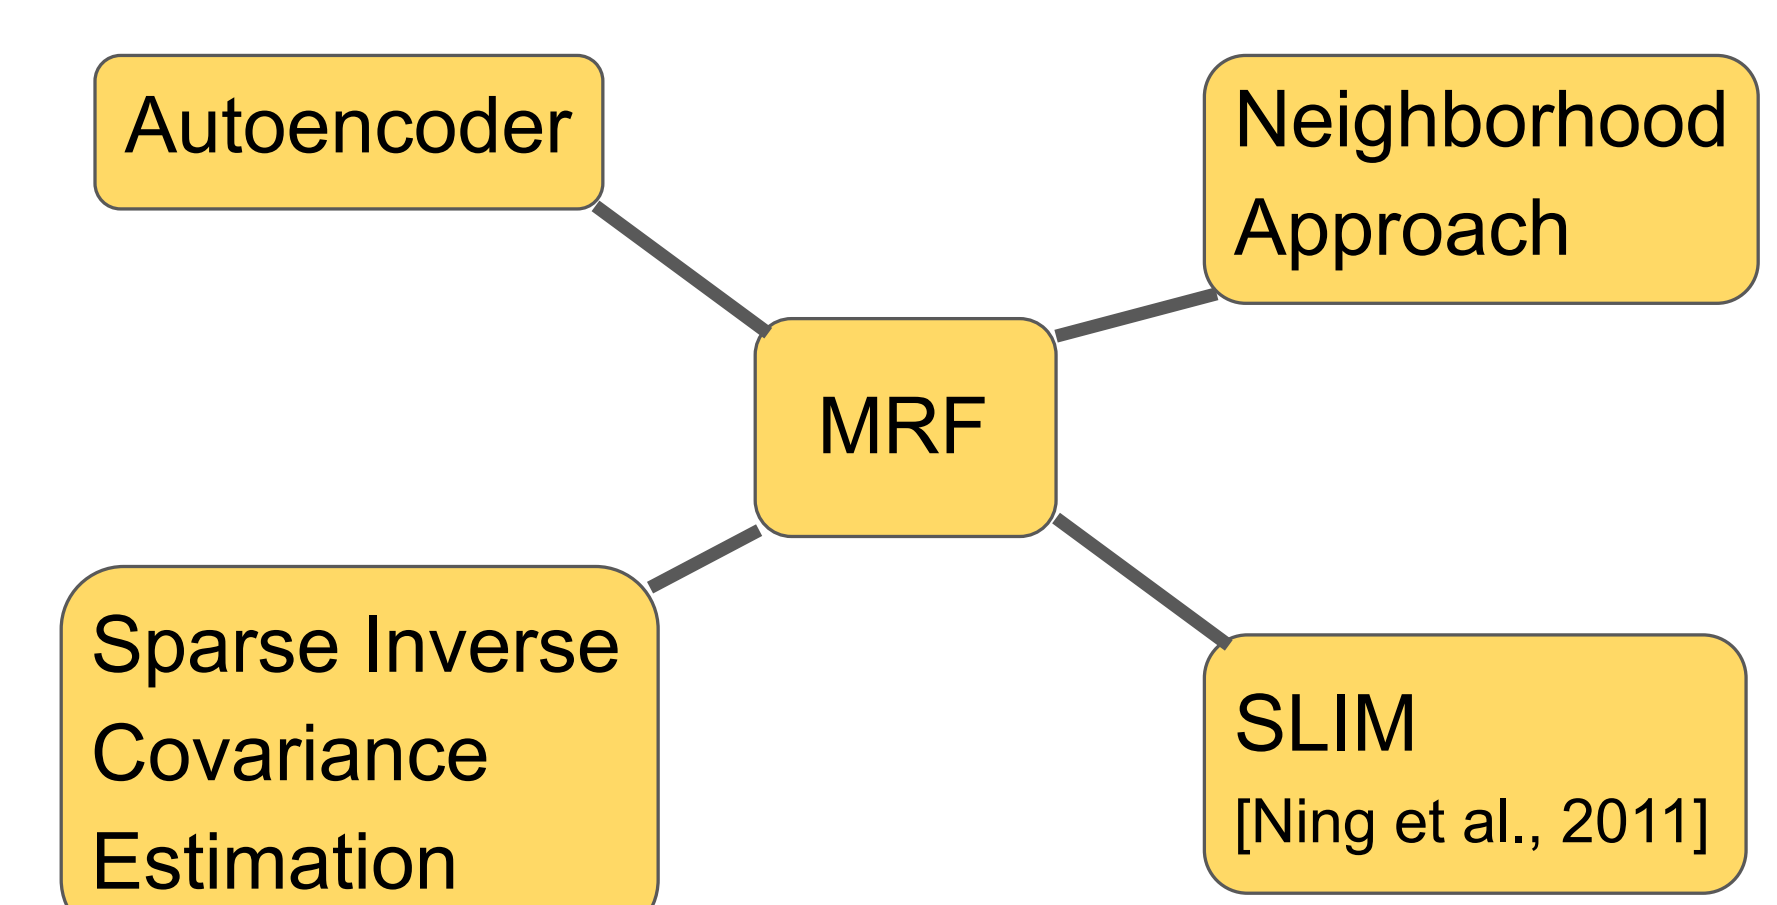 Autoencoder
Neighborhood
Approach
MRF
Sparse Inverse
Covariance
Estimation
SLIM
[Ning et al., 2011]